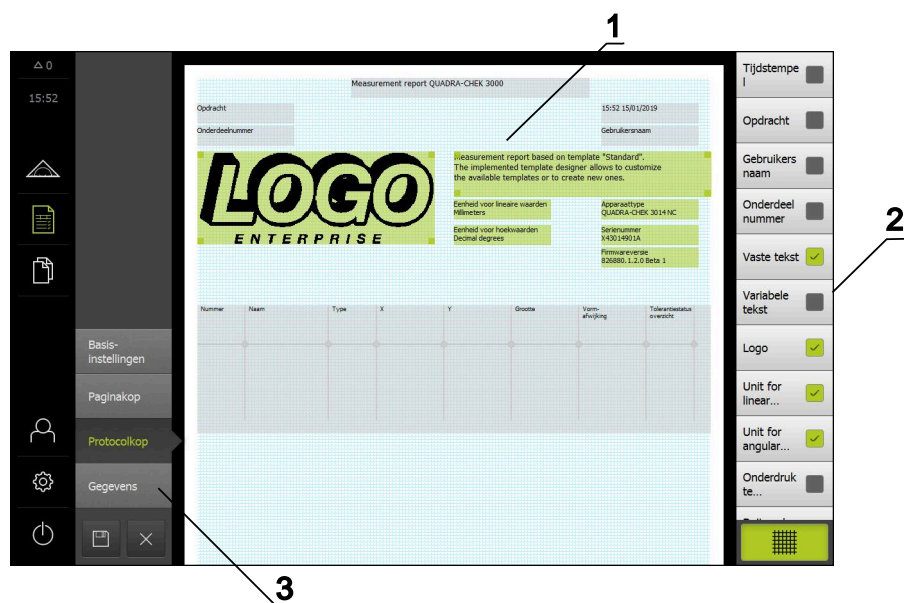 1
△ 0
15:52
Basis-
instellingen
Paginakop
Protocolkop
Gegevens
3
Measurement report QUADRA-CHEK 3000
Opdracht
15:52 15/01/2019
Onderdeelnummer
Gebruikersnaam
LOGO
ENTERPRISE
Measurement report based on template "Standard".
The implemented template designer allows to customize
the available templates or to create new ones.
Eenheid voor lineaire waarden
Millimeters
Apparaattype
QUADRA-CHEK 3014 NC
Eenheid voor hoekwaarden
Decimal degrees
Serienummer
X43014901A
Firmwareversie
826880.1.2.0 Beta 1
Nummer Naam Type X Y Grootte Vorm-
afwijking
Tolerantiestatus
overzicht
Tijdstempe
l
Opdracht
Gebruikers
naam
Onderdeel
nummer
Vaste tekst
Variabele
tekst
Logo
Unit for
linear...
Unit for
angular...
Onderdruk
te...
2